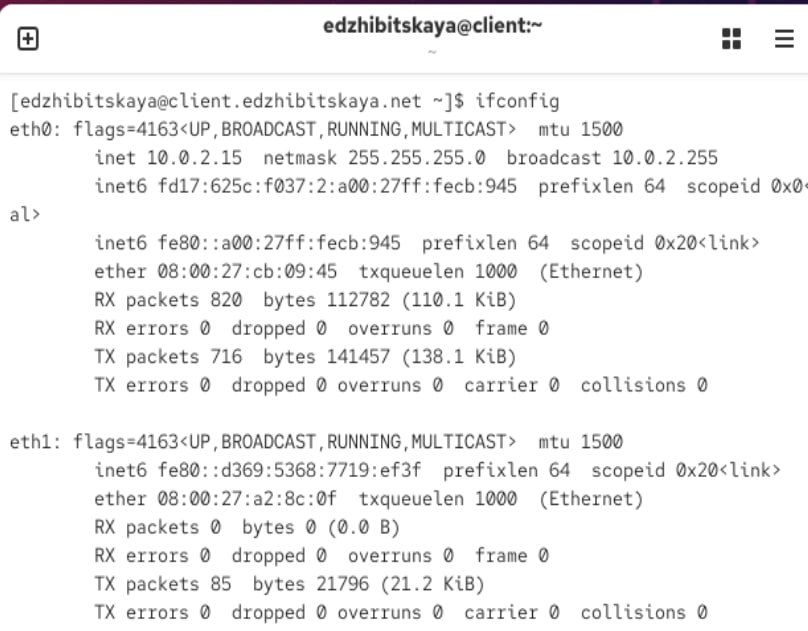 edzhibitskaya@client:~
~
[edzhibitskaya@client.edzhibitskaya.net ~]$ ifconfig
eth0: flags=4163<UP,BROADCAST,RUNNING,MULTICAST>  mtu 1500
        inet 10.0.2.15  netmask 255.255.255.0  broadcast 10.0.2.255
        inet6 fd17:625c:f037:2:a00:27ff:fecb:945  prefixlen 64  scopeid 0x0<
al>
        inet6 fe80::a00:27ff:fecb:945  prefixlen 64  scopeid 0x20<link>
        ether 08:00:27:cb:09:45  txqueuelen 1000  (Ethernet)
        RX packets 820  bytes 112782 (110.1 KiB)
        RX errors 0  dropped 0  overruns 0  frame 0
        TX packets 716  bytes 141457 (138.1 KiB)
        TX errors 0  dropped 0 overruns 0  carrier 0  collisions 0
eth1: flags=4163<UP,BROADCAST,RUNNING,MULTICAST>  mtu 1500
        inet6 fe80::d369:5368:7719:ef3f  prefixlen 64  scopeid 0x20<link>
        ether 08:00:27:a2:8c:0f  txqueuelen 1000  (Ethernet)
        RX packets 0  bytes 0 (0.0 B)
        RX errors 0  dropped 0  overruns 0  frame 0
        TX packets 85  bytes 21796 (21.2 KiB)
        TX errors 0  dropped 0 overruns 0  carrier 0  collisions 0